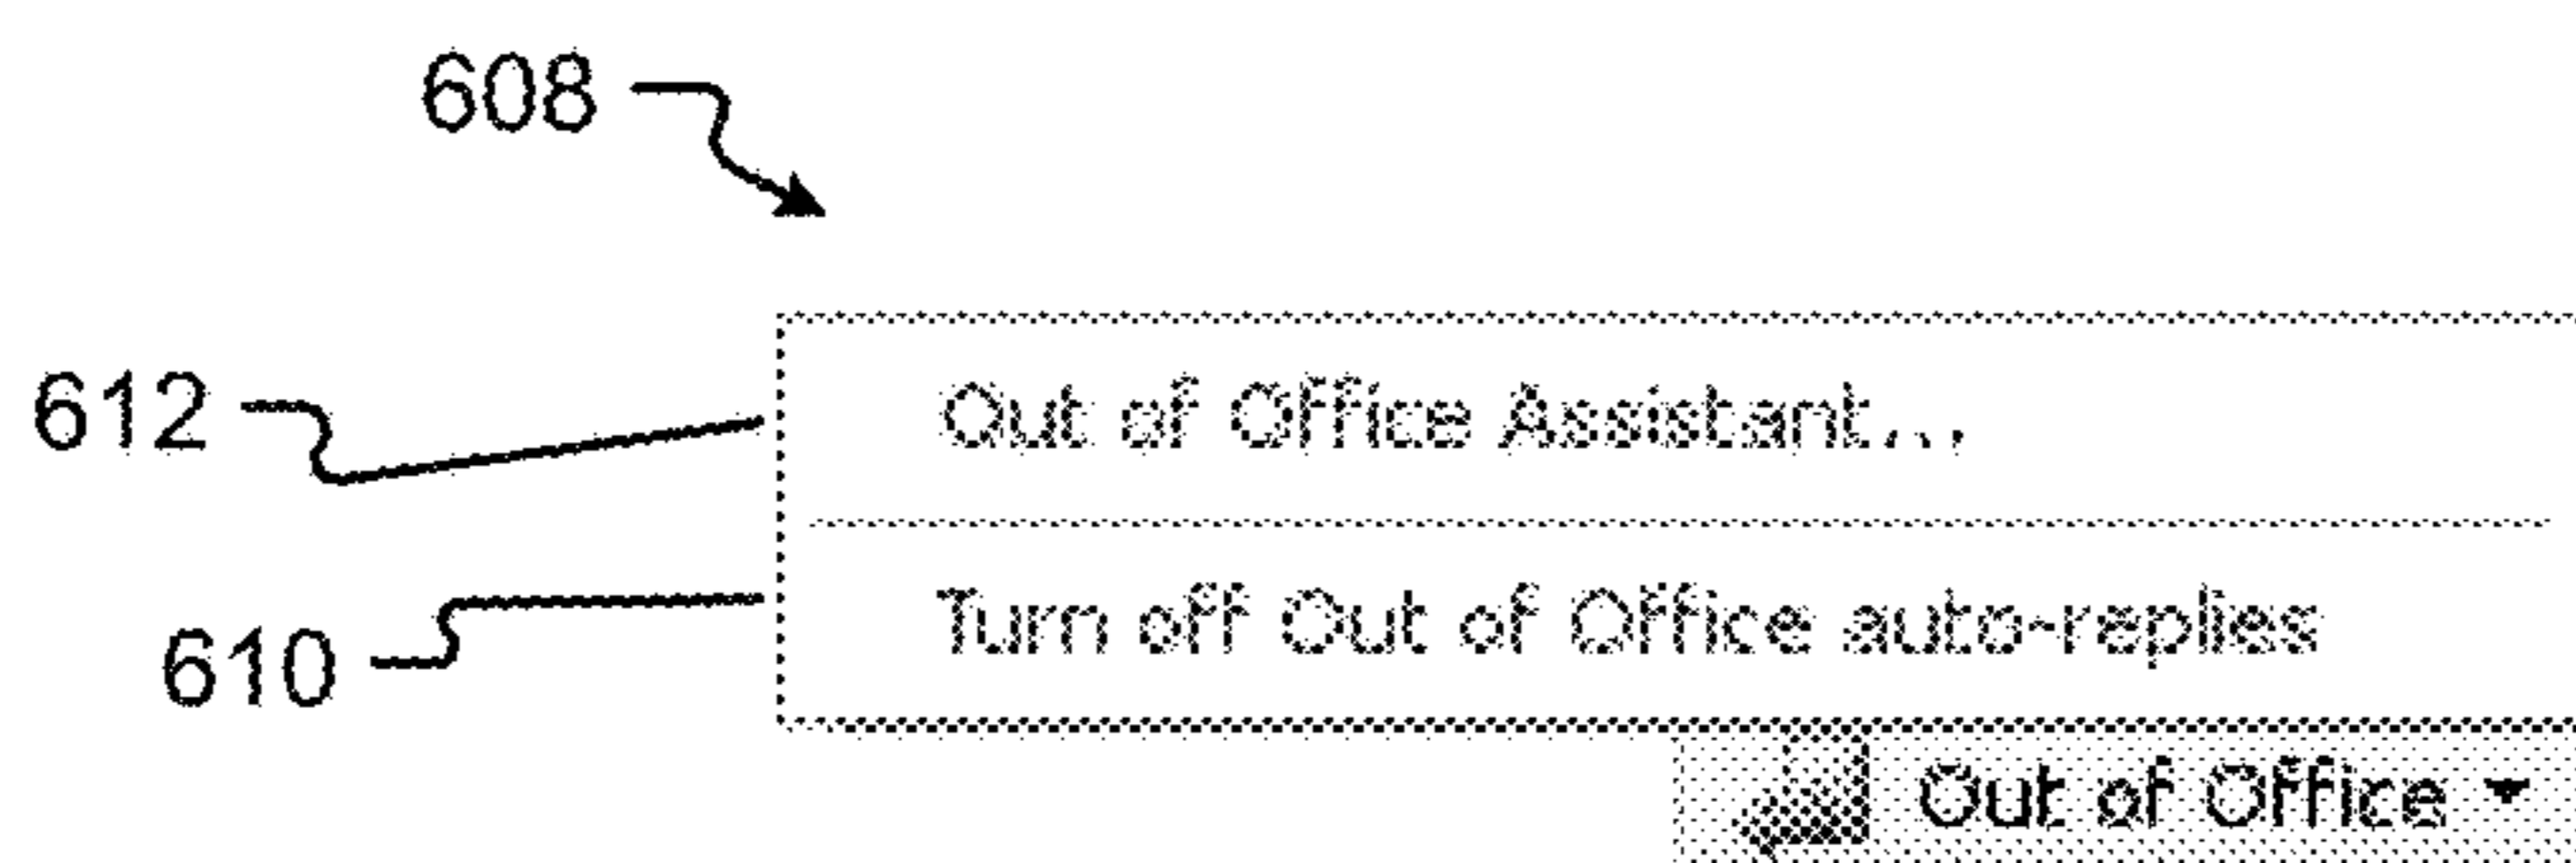 608
612 Out of Office Assistant...
610 Turn off Out of Office auto-replies
Out of Office